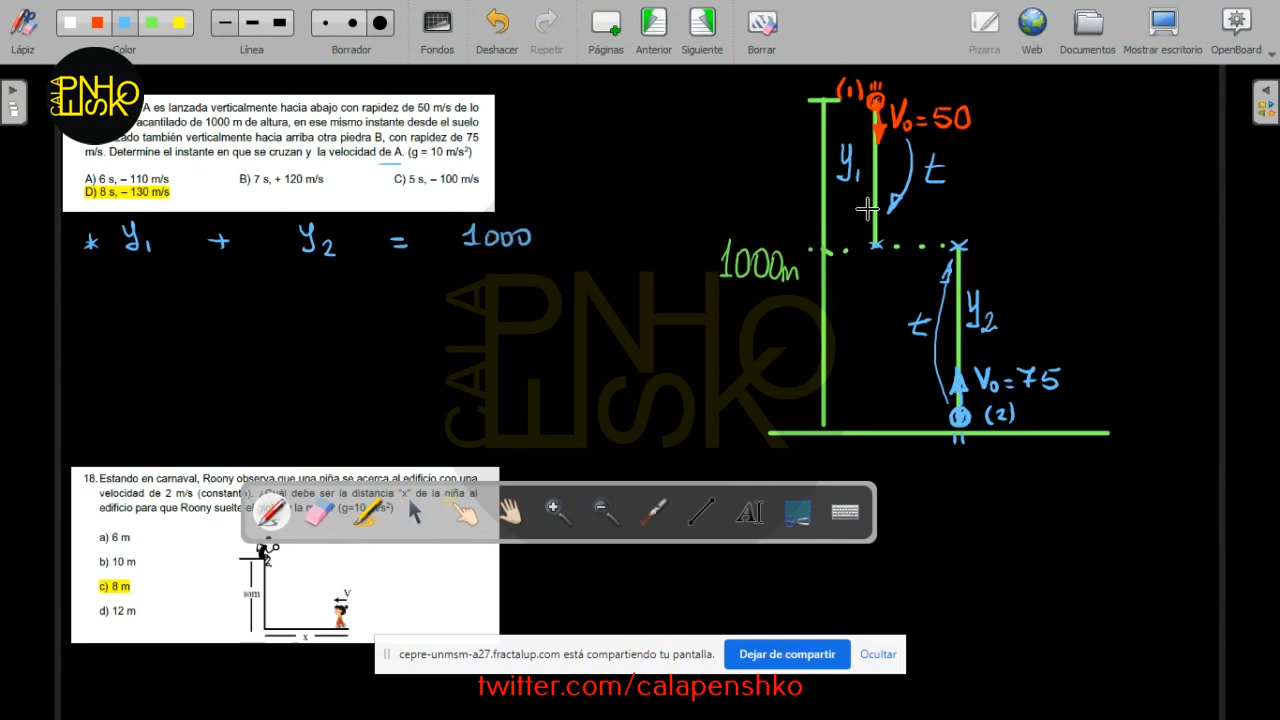 Lápiz Color Línea Borrador Fondos Deshacer Repetir Páginas Anterior Siguiente Borrar Pizarra Web Documentos Mostrar escritorio OpenBoard
CALA PENHSKO
A es lanzada verticalmente hacia abajo con rapidez de 50 m/s de lo
acantilado de 1000 m de altura, en ese mismo instante desde el suelo
zado también verticalmente hacia arriba otra piedra B, con rapidez de 75
m/s. Determine el instante en que se cruzan y la velocidad de A. (g = 10 m/s²)
A) 6 s, – 110 m/s B) 7 s, + 120 m/s C) 5 s, – 100 m/s
D) 8 s, – 130 m/s
* y₁ + y₂ = 1000
(1)
V₀=50
y₁
t
1000m
t
y₂
V₀=75
(2)
CALA PENHSKO
18. Estando en carnaval, Roony observa que una niña se acerca al edificio con una
velocidad de 2 m/s (constante). ¿Cuál debe ser la distancia "x" de la niña al
edificio para que Roony suelte el (g=10
a) 6 m
b) 10 m
c) 8 m
d) 12 m
80m
V
x
cepre-unmsm-a27.fractalup.com está compartiendo tu pantalla. Dejar de compartir Ocultar
twitter.com/calapenshko